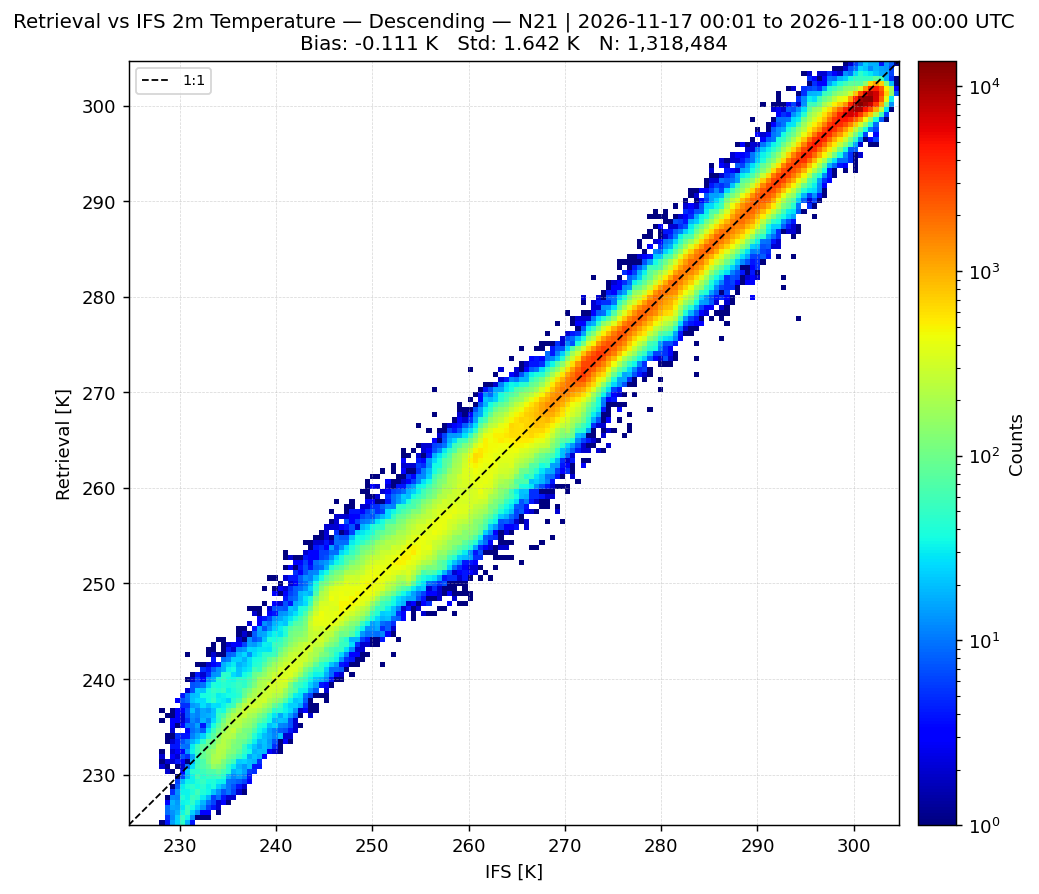 Retrieval vs IFS 2m Temperature — Descending — N21 | 2026-11-17 00:01 to 2026-11-18 00:00 UTC
Bias: -0.111 K   Std: 1.642 K   N: 1,318,484
1:1
300
290
280
270
260
250
240
230
Retrieval [K]
230 240 250 260 270 280 290 300
IFS [K]
10⁴
10³
10²
10¹
10⁰
Counts